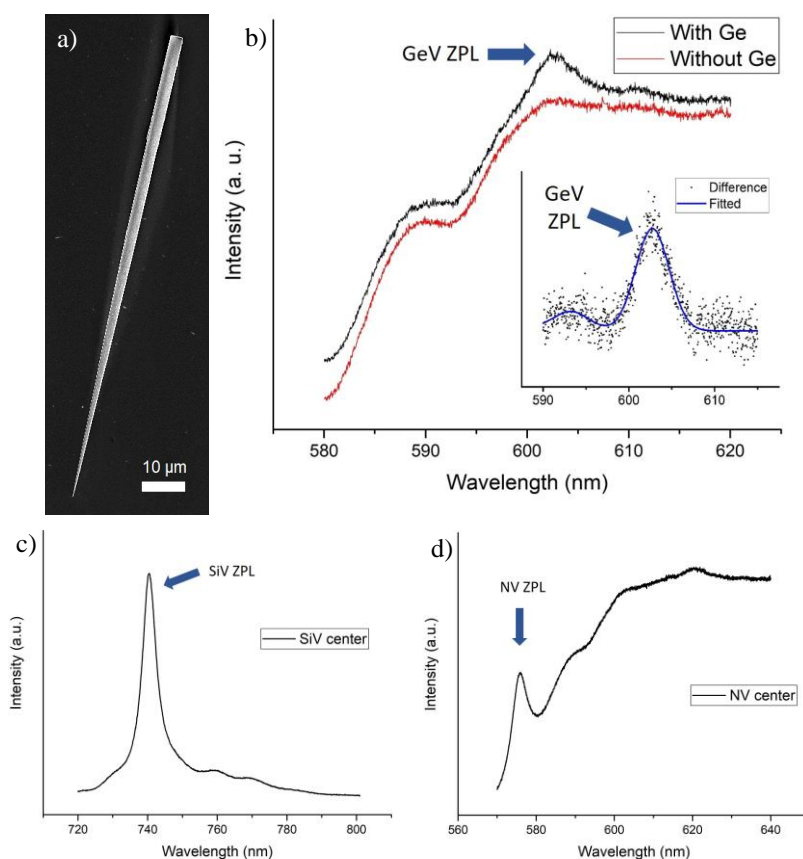 a)
10 µm
b)
GeV ZPL
With Ge
Without Ge
Intensity (a. u.)
GeV
ZPL
Difference
Fitted
590 600 610
580 590 600 610 620
Wavelength (nm)
c)
SiV ZPL
SiV center
Intensity (a.u.)
720 740 760 780 800
Wavelength (nm)
d)
NV ZPL
NV center
Intensity (a.u.)
560 580 600 620 640
Wavelength (nm)